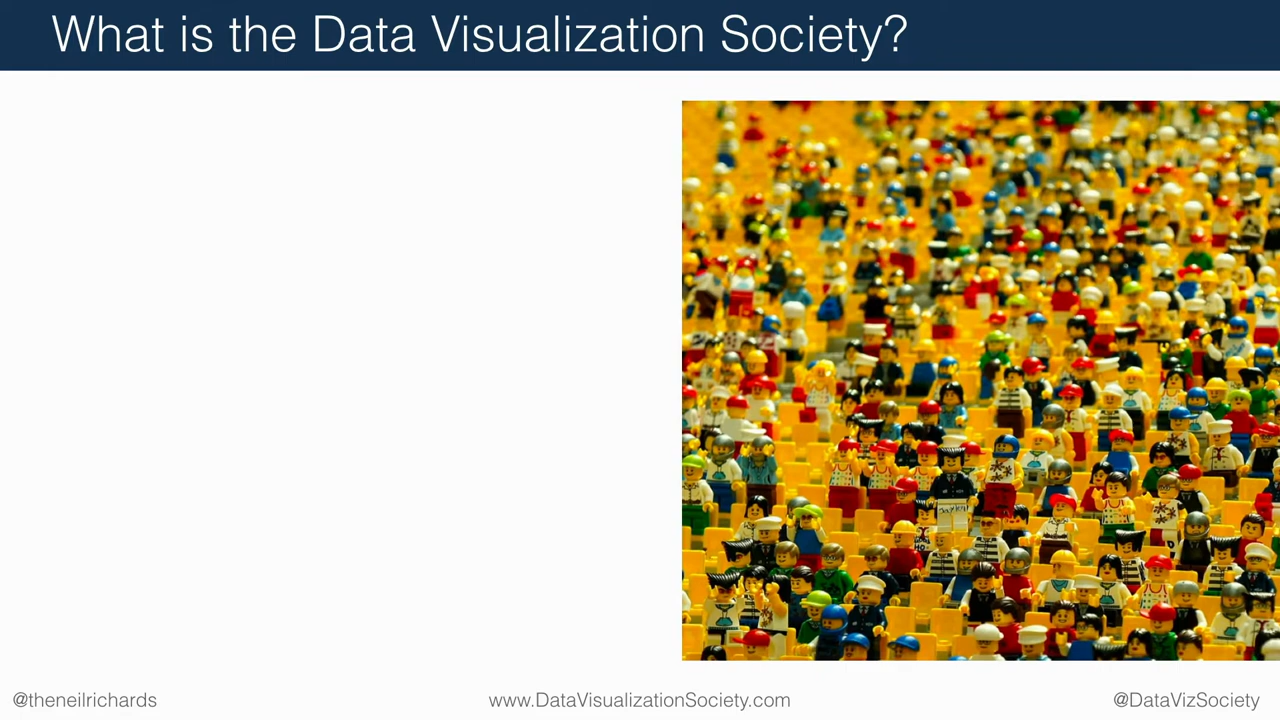 What is the Data Visualization Society?
@theneilrichards
www.DataVisualizationSociety.com
@DataVizSociety